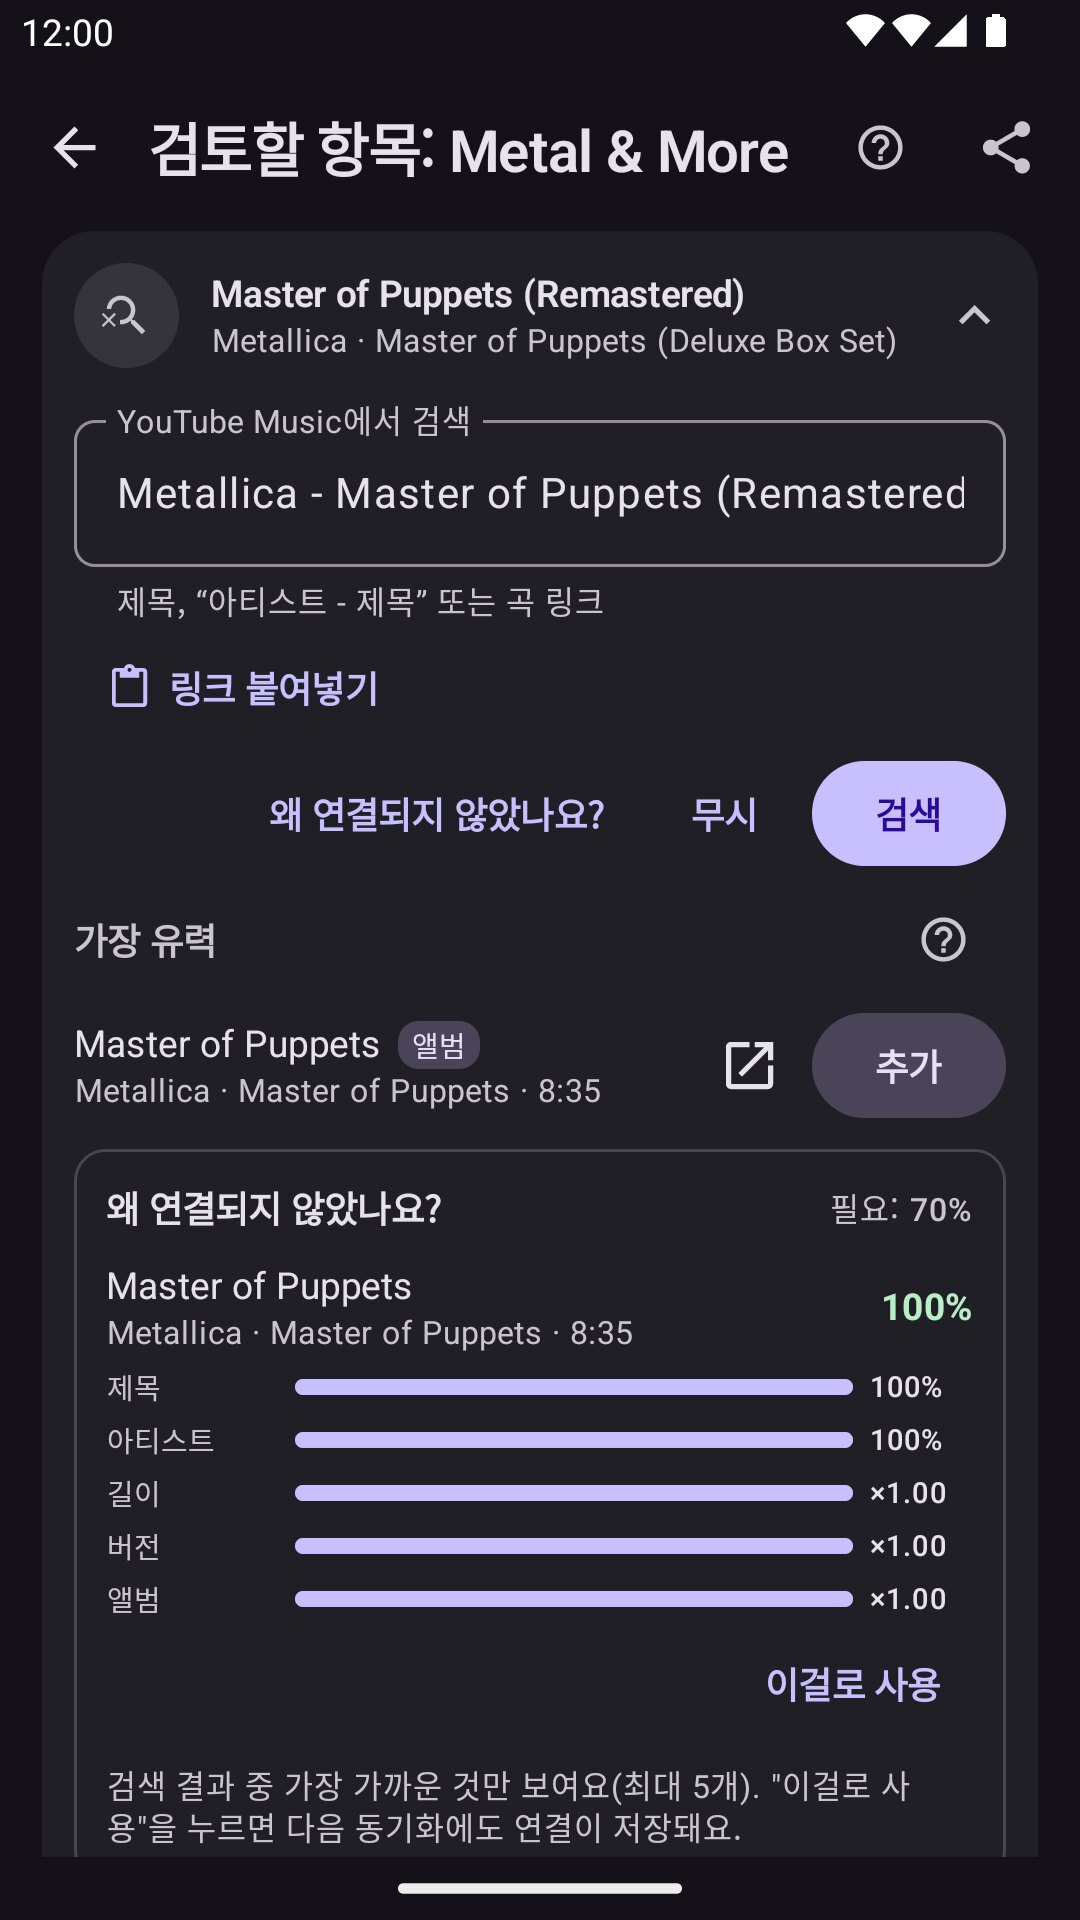 12:00
검토할 항목: Metal & More
Master of Puppets (Remastered)
Metallica · Master of Puppets (Deluxe Box Set)
YouTube Music에서 검색
Metallica - Master of Puppets (Remastered
제목, “아티스트 - 제목” 또는 곡 링크
링크 붙여넣기
왜 연결되지 않았나요? 무시 검색
가장 유력
Master of Puppets 앨범
Metallica · Master of Puppets · 8:35
추가
왜 연결되지 않았나요? 필요: 70%
Master of Puppets
Metallica · Master of Puppets · 8:35
100%
제목 100%
아티스트 100%
길이 ×1.00
버전 ×1.00
앨범 ×1.00
이걸로 사용
검색 결과 중 가장 가까운 것만 보여요(최대 5개). "이걸로 사
용"을 누르면 다음 동기화에도 연결이 저장돼요.